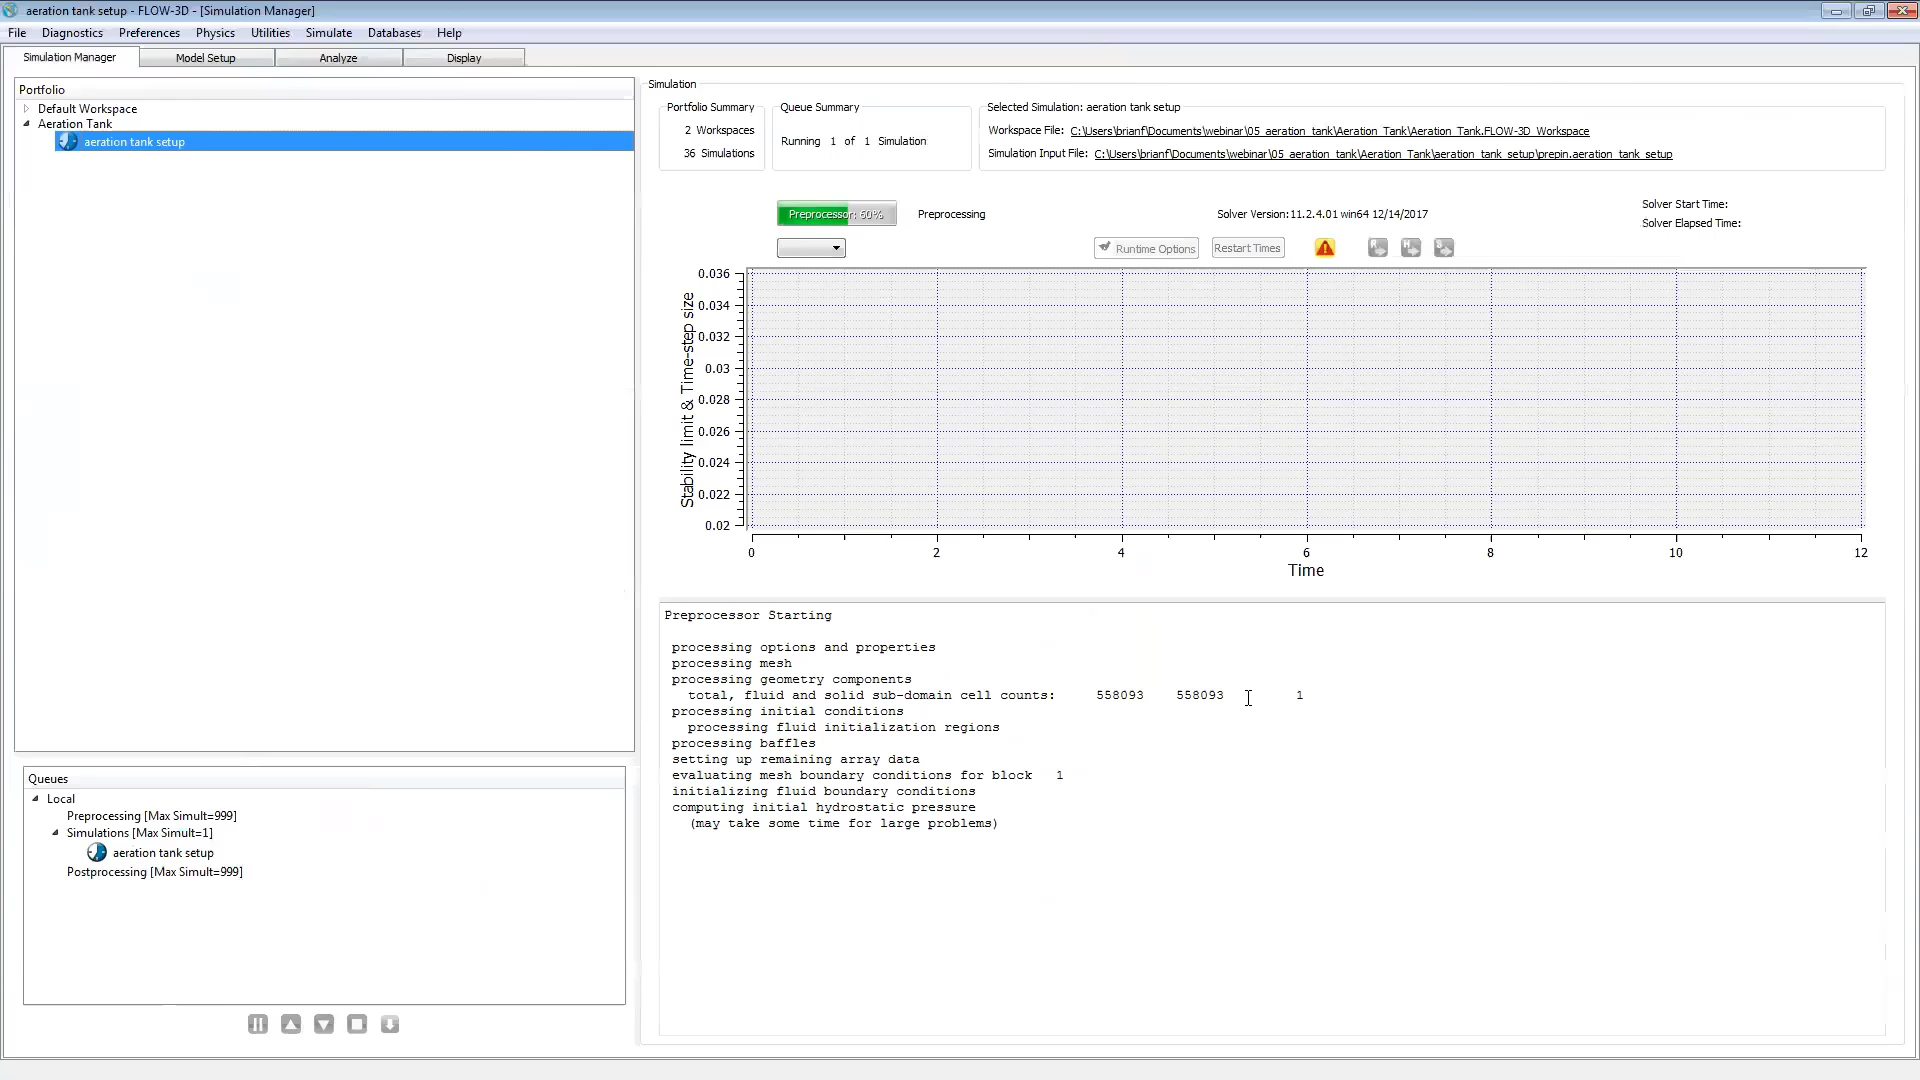 aeration tank setup - FLOW-3D - [Simulation Manager]
File Diagnostics Preferences Physics Utilities Simulate Databases Help
Simulation Manager Model Setup Analyze Display
Portfolio
Default Workspace
Aeration Tank
aeration tank setup
Queues
Local
Preprocessing [Max Simult=999]
Simulations [Max Simult=1]
aeration tank setup
Postprocessing [Max Simult=999]
Simulation
Portfolio Summary
2 Workspaces
36 Simulations
Queue Summary
Running 1 of 1 Simulation
Selected Simulation: aeration tank setup
Workspace File: C:\Users\brianf\Documents\webinar\05_aeration_tank\Aeration_Tank\Aeration_Tank.FLOW-3D_Workspace
Simulation Input File: C:\Users\brianf\Documents\webinar\05_aeration_tank\Aeration_Tank\aeration_tank_setup\prepin.aeration_tank_setup
Preprocessor: 60% Preprocessing Solver Version:11.2.4.01 win64 12/14/2017
Solver Start Time:
Solver Elapsed Time:
Runtime Options Restart Times
R H S
Stability limit & Time-step size
0.036
0.034
0.032
0.03
0.028
0.026
0.024
0.022
0.02
0 2 4 6 8 10 12
Time
Preprocessor Starting
processing options and properties
processing mesh
processing geometry components
total, fluid and solid sub-domain cell counts: 558093 558093 1
processing initial conditions
processing fluid initialization regions
processing baffles
setting up remaining array data
evaluating mesh boundary conditions for block 1
initializing fluid boundary conditions
computing initial hydrostatic pressure
(may take some time for large problems)